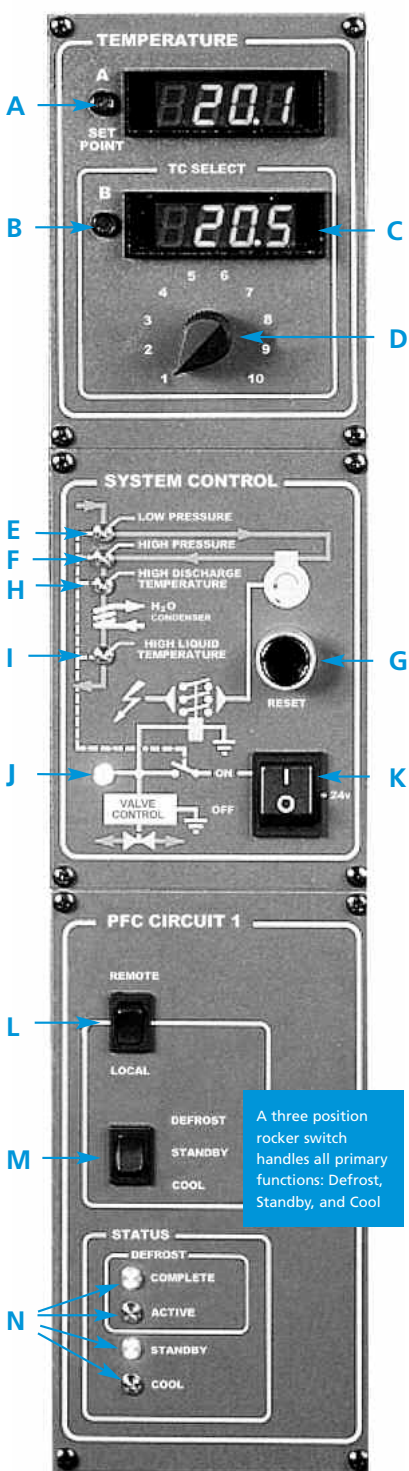 TEMPERATURE
A
A
20.1
SET
POINT
TC SELECT
B
B
20.5
C
1 2 3 4 5 6 7 8 9 10
D
SYSTEM CONTROL
E
LOW PRESSURE
F
HIGH PRESSURE
H
HIGH DISCHARGE
TEMPERATURE
H₂O
CONDENSER
I
HIGH LIQUID
TEMPERATURE
G
RESET
J
ON
I
O
K
24v
VALVE
CONTROL
OFF
PFC CIRCUIT 1
REMOTE
L
LOCAL
DEFROST
M
STANDBY
COOL
A three position
rocker switch
handles all primary
functions: Defrost,
Standby, and Cool
STATUS
DEFROST
COMPLETE
ACTIVE
N
STANDBY
COOL